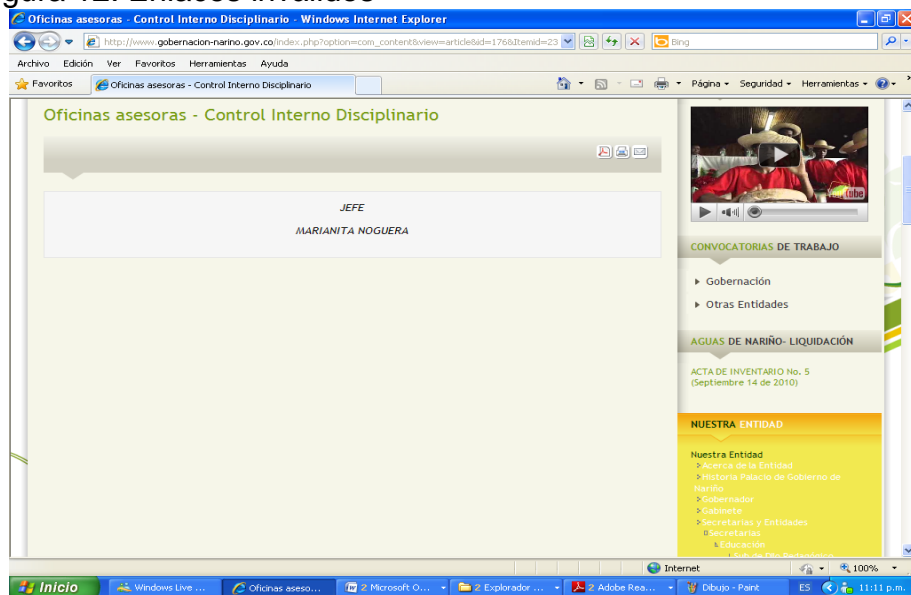 gura 12. Enlaces inválidos
Oficinas asesoras - Control Interno Disciplinario - Windows Internet Explorer
http://www.gobernacion-narino.gov.co/index.php?option=com_content&view=article&id=176&Itemid=23
Bing
Archivo Edición Ver Favoritos Herramientas Ayuda
Favoritos Oficinas asesoras - Control Interno Disciplinario Página Seguridad Herramientas
Oficinas asesoras - Control Interno Disciplinario
JEFE
MARIANITA NOGUERA
CONVOCATORIAS DE TRABAJO
Gobernación
Otras Entidades
AGUAS DE NARIÑO- LIQUIDACIÓN
ACTA DE INVENTARIO No. 5
(Septiembre 14 de 2010)
NUESTRA ENTIDAD
Nuestra Entidad
Acerca de la Entidad
Historia Palacio de Gobierno de
Nariño
Gobernador
Gabinete
Secretarias y Entidades
Secretarias
Educación
Internet 100%
Inicio Windows Live ... Oficinas aseso... 2 Microsoft O... 2 Explorador ... 2 Adobe Rea... Dibujo - Paint ES 11:11 p.m.